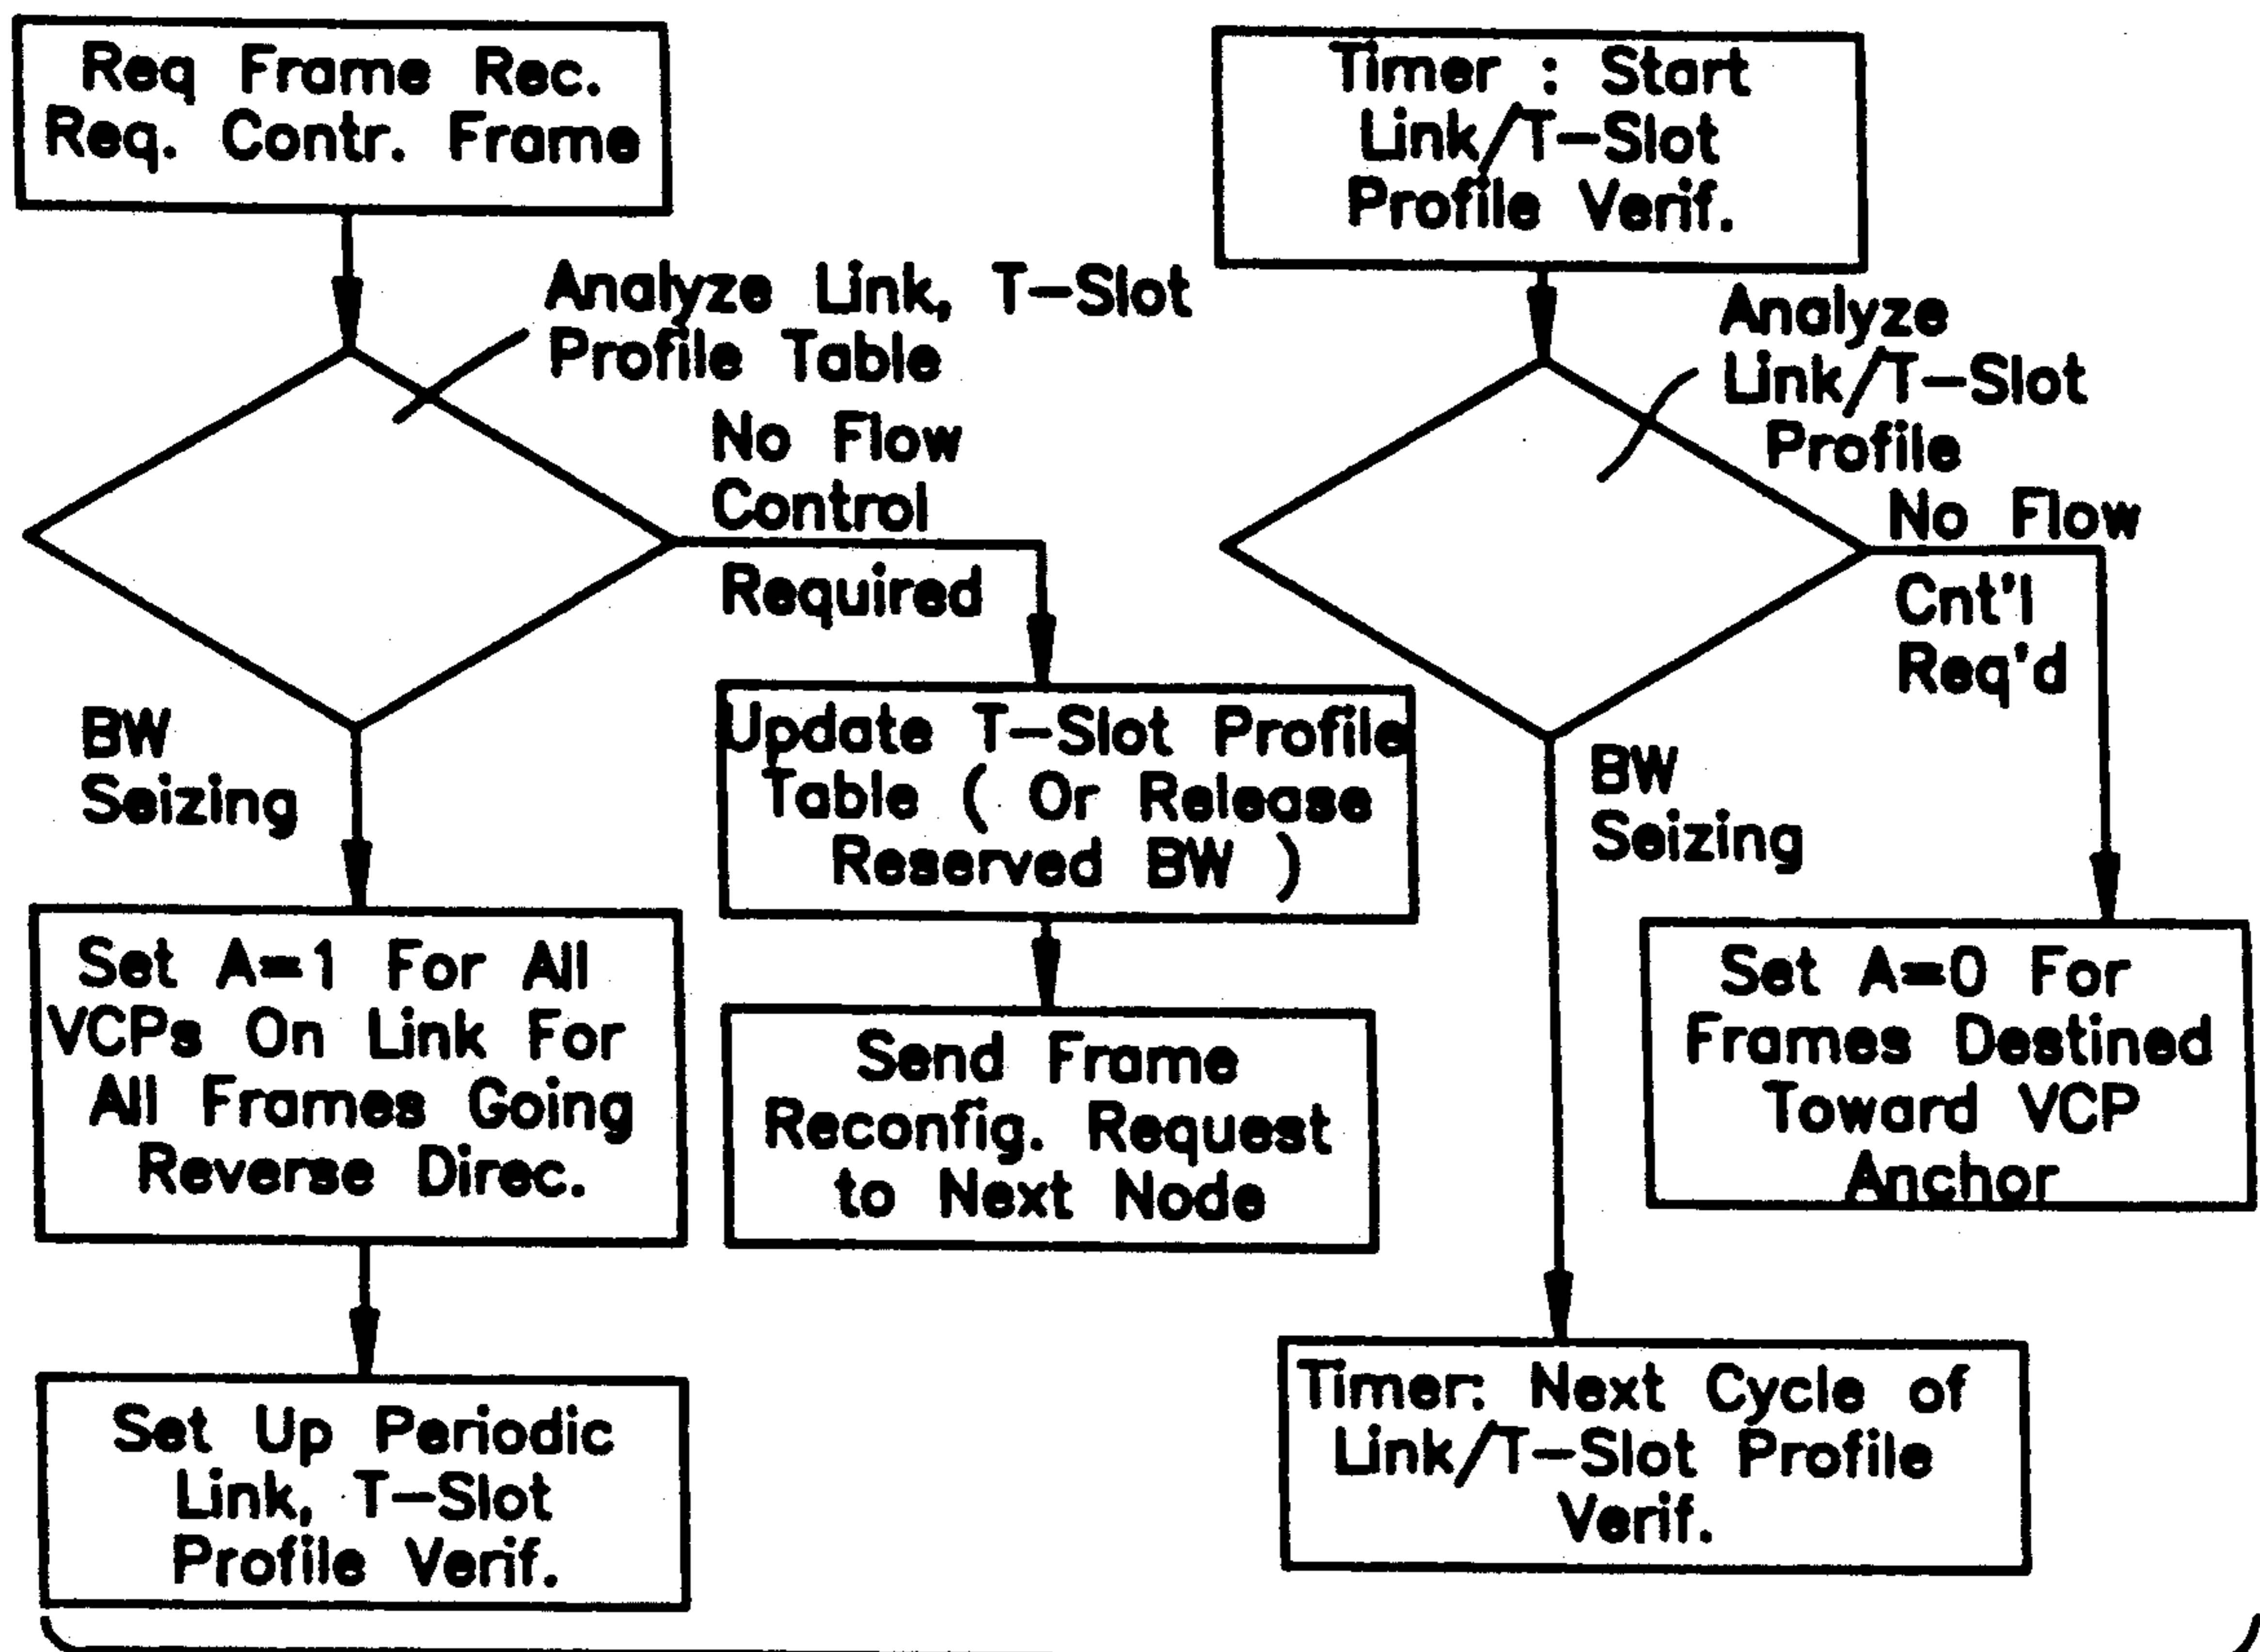 Req Frame Rec.
Req. Contr. Frame
Analyze Link, T-Slot
Profile Table
No Flow
Control
Required
BW
Seizing
Update T-Slot Profile
Table ( Or Release
Reserved BW )
Set A=1 For All
VCPs On Link For
All Frames Going
Reverse Direc.
Send Frame
Reconfig. Request
to Next Node
Set Up Periodic
Link, T-Slot
Profile Verif.
Timer : Start
Link/T-Slot
Profile Verif.
Analyze
Link/T-Slot
Profile
No Flow
Cnt'l
Req'd
BW
Seizing
Set A=0 For
Frames Destined
Toward VCP
Anchor
Timer: Next Cycle of
Link/T-Slot Profile
Verif.